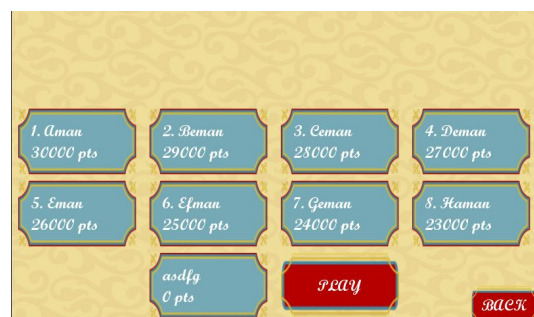 1. Aman
30000 pts
2. Beman
29000 pts
3. Ceman
28000 pts
4. Deman
27000 pts
5. Eman
26000 pts
6. Efman
25000 pts
7. Geman
24000 pts
8. Haman
23000 pts
asdfg
0 pts
PLAY
BACK